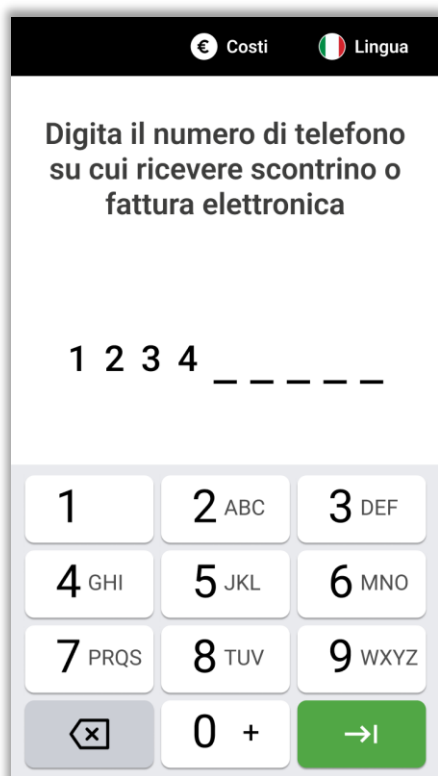 € Costi Lingua
Digita il numero di telefono
su cui ricevere scontrino o
fattura elettronica
1 2 3 4 _ _ _ _ _
1 2 ABC 3 DEF
4 GHI 5 JKL 6 MNO
7 PRQS 8 TUV 9 WXYZ
0 +